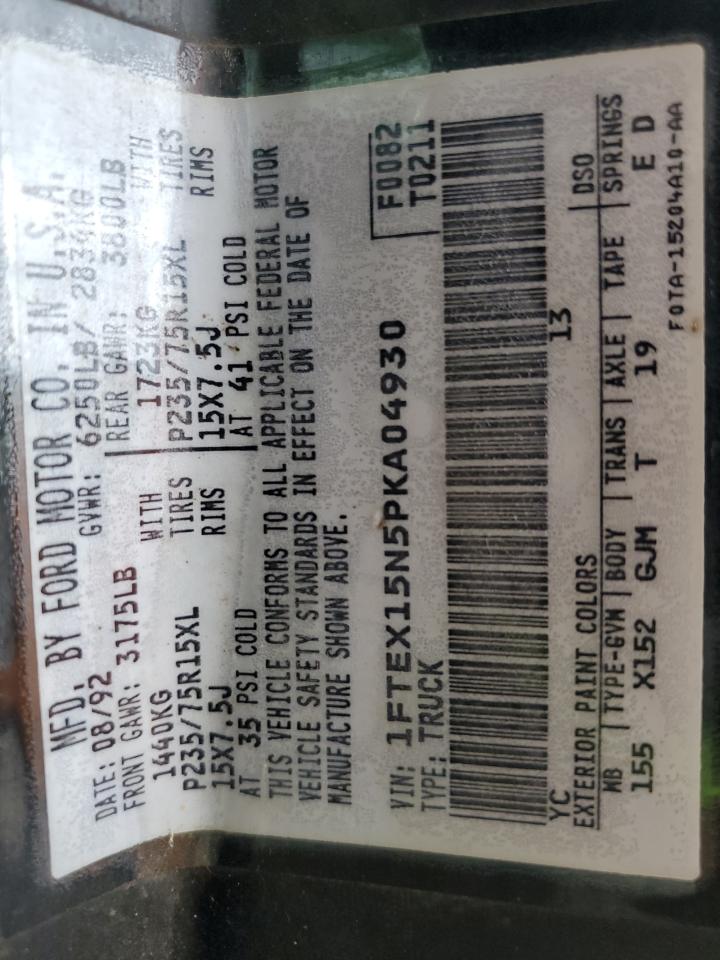 MFD. BY FORD MOTOR CO. IN U.S.A.
DATE: 08/92 GVWR: 6250LB/ 2834KG
FRONT GAWR: 3175LB REAR GAWR: 3800LB
1440KG WITH 1723KG WITH
P235/75R15XL TIRES P235/75R15XL TIRES
15X7.5J RIMS 15X7.5J RIMS
AT 35 PSI COLD AT 41 PSI COLD
THIS VEHICLE CONFORMS TO ALL APPLICABLE FEDERAL MOTOR
VEHICLE SAFETY STANDARDS IN EFFECT ON THE DATE OF
MANUFACTURE SHOWN ABOVE.
VIN: 1FTEX15N5PKA04930 F0082
TYPE: TRUCK T0211
YC 13
EXTERIOR PAINT COLORS DSO
WB TYPE-GVW BODY TRANS AXLE TAPE SPRINGS
155 X152 GJM T 19 E D
F0TA-15204A10-AA